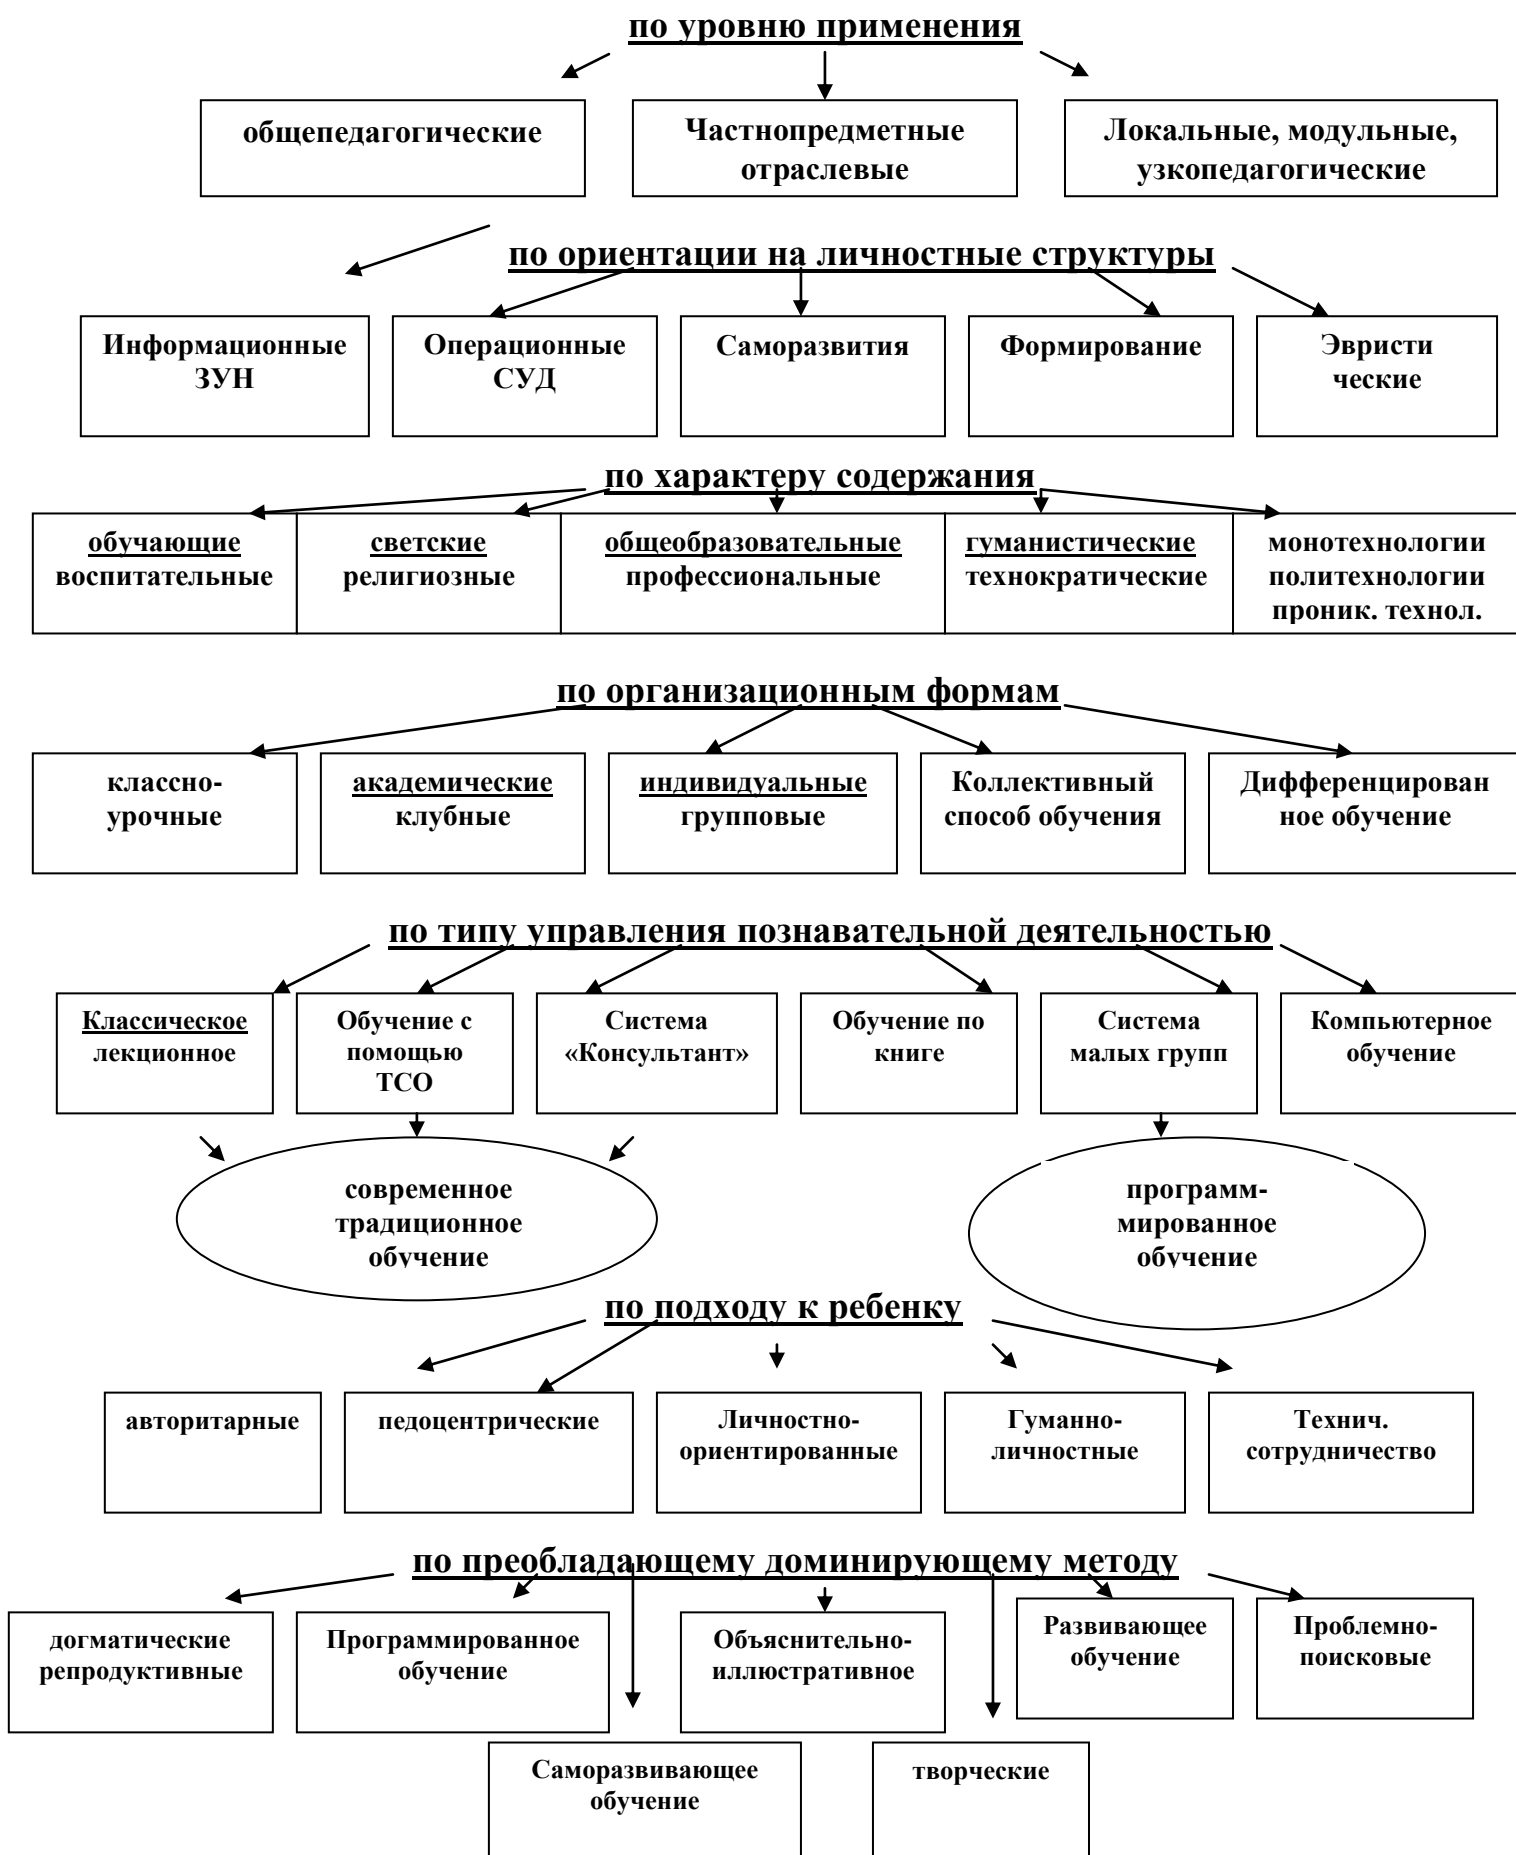 по уровню применения
общепедагогические
Частнопредметные
отраслевые
Локальные, модульные,
узкопедагогические
по ориентации на личностные структуры
Информационные
ЗУН
Операционные
СУД
Саморазвития
Формирование
Эвристи
ческие
по характеру содержания
обучающие
воспитательные
светские
религиозные
общеобразовательные
профессиональные
гуманистические
технократические
монотехнологии
политехнологии
проник. технол.
по организационным формам
классно-
урочные
академические
клубные
индивидуальные
групповые
Коллективный
способ обучения
Дифференцирован
ное обучение
по типу управления познавательной деятельностью
Классическое
лекционное
Обучение с
помощью
ТСО
Система
«Консультант»
Обучение по
книге
Система
малых групп
Компьютерное
обучение
современное
традиционное
обучение
программ-
мированное
обучение
по подходу к ребенку
авторитарные
педоцентрические
Личностно-
ориентированные
Гуманно-
личностные
Технич.
сотрудничество
по преобладающему доминирующему методу
догматические
репродуктивные
Программированное
обучение
Объяснительно-
иллюстративное
Развивающее
обучение
Проблемно-
поисковые
Саморазвивающее
обучение
творческие